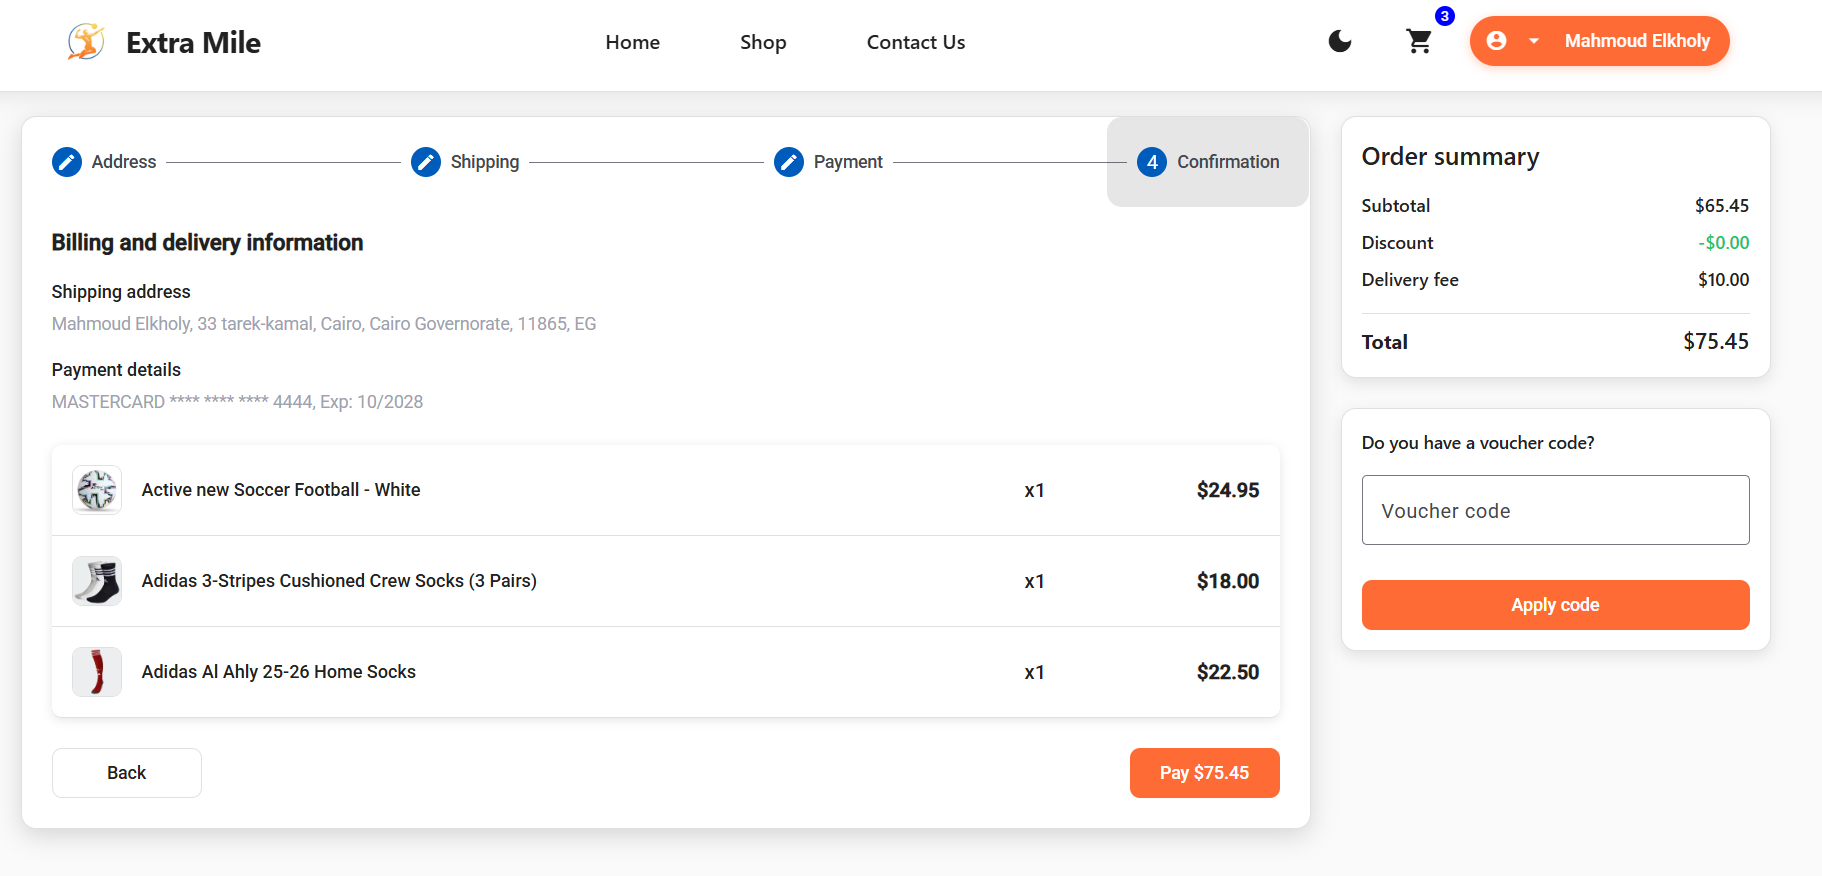 Extra Mile
Home
Shop
Contact Us
3
Mahmoud Elkholy
Address
Shipping
Payment
4
Confirmation
Billing and delivery information
Shipping address
Mahmoud Elkholy, 33 tarek-kamal, Cairo, Cairo Governorate, 11865, EG
Payment details
MASTERCARD **** **** **** 4444, Exp: 10/2028
Active new Soccer Football - White x1 $24.95
Adidas 3-Stripes Cushioned Crew Socks (3 Pairs) x1 $18.00
Adidas Al Ahly 25-26 Home Socks x1 $22.50
Back
Pay $75.45
Order summary
Subtotal $65.45
Discount -$0.00
Delivery fee $10.00
Total $75.45
Do you have a voucher code?
Voucher code
Apply code